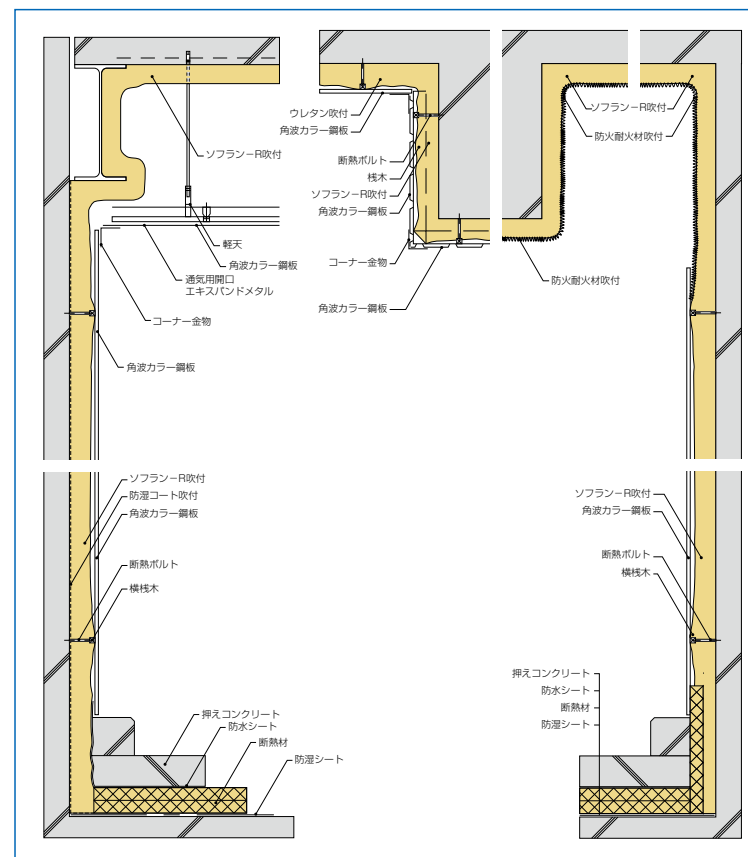 ソフラン−R吹付
軽天
角波カラー鋼板
通気用開口
エキスパンドメタル
コーナー金物
角波カラー鋼板
ウレタン吹付
角波カラー鋼板
断熱ボルト
桟木
ソフラン−R吹付
角波カラー鋼板
コーナー金物
角波カラー鋼板
ソフラン−R吹付
防火耐火材吹付
防火耐火材吹付
ソフラン−R吹付
防湿コート吹付
角波カラー鋼板
断熱ボルト
横桟木
押えコンクリート
防水シート
断熱材
防湿シート
ソフラン−R吹付
角波カラー鋼板
断熱ボルト
横桟木
押えコンクリート
防水シート
断熱材
防湿シート